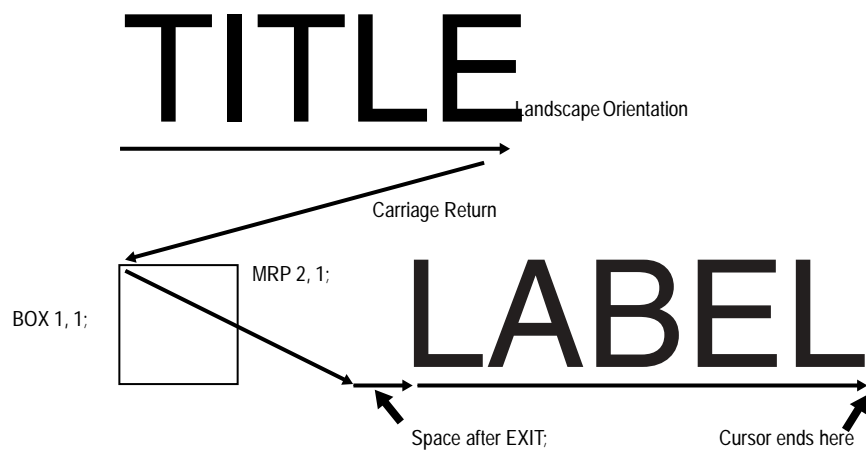 TITLE
Landscape Orientation
Carriage Return
MRP 2, 1;
BOX 1, 1;
LABEL
Space after EXIT;
Cursor ends here